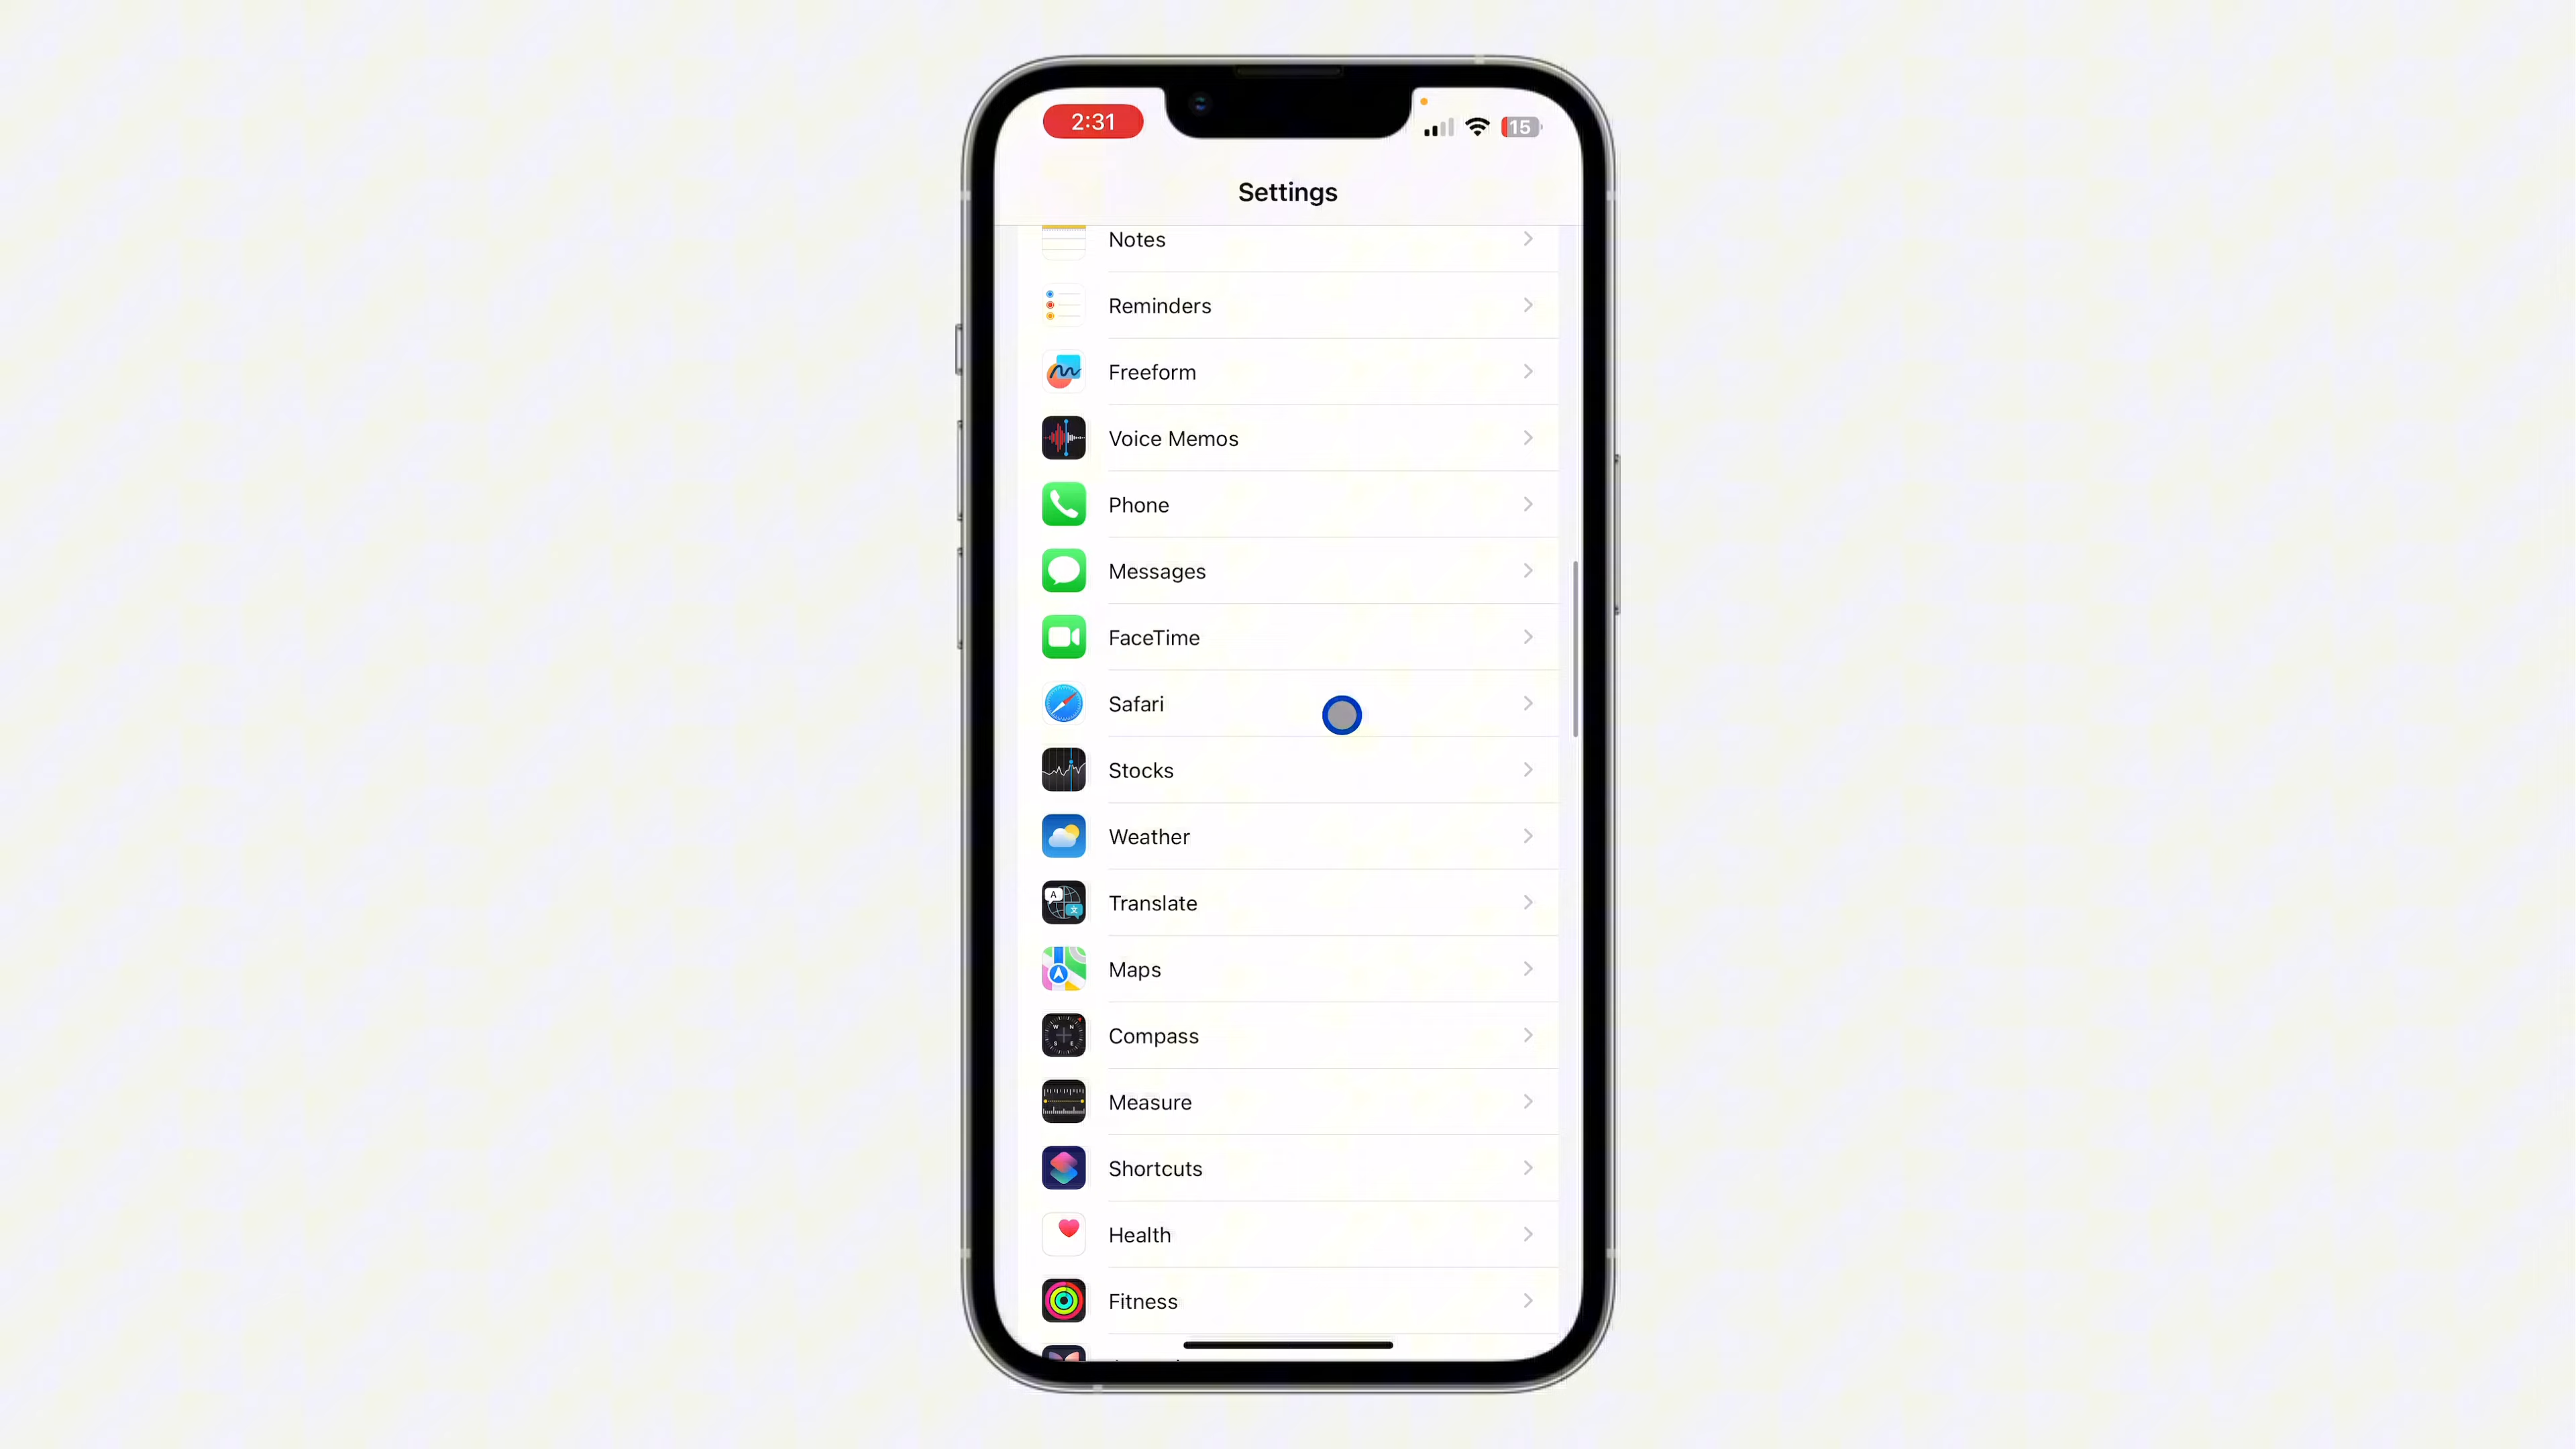 2:31
15
Settings
Notes
Reminders
Freeform
Voice Memos
Phone
Messages
FaceTime
Safari
Stocks
Weather
Translate
Maps
Compass
Measure
Shortcuts
Health
Fitness